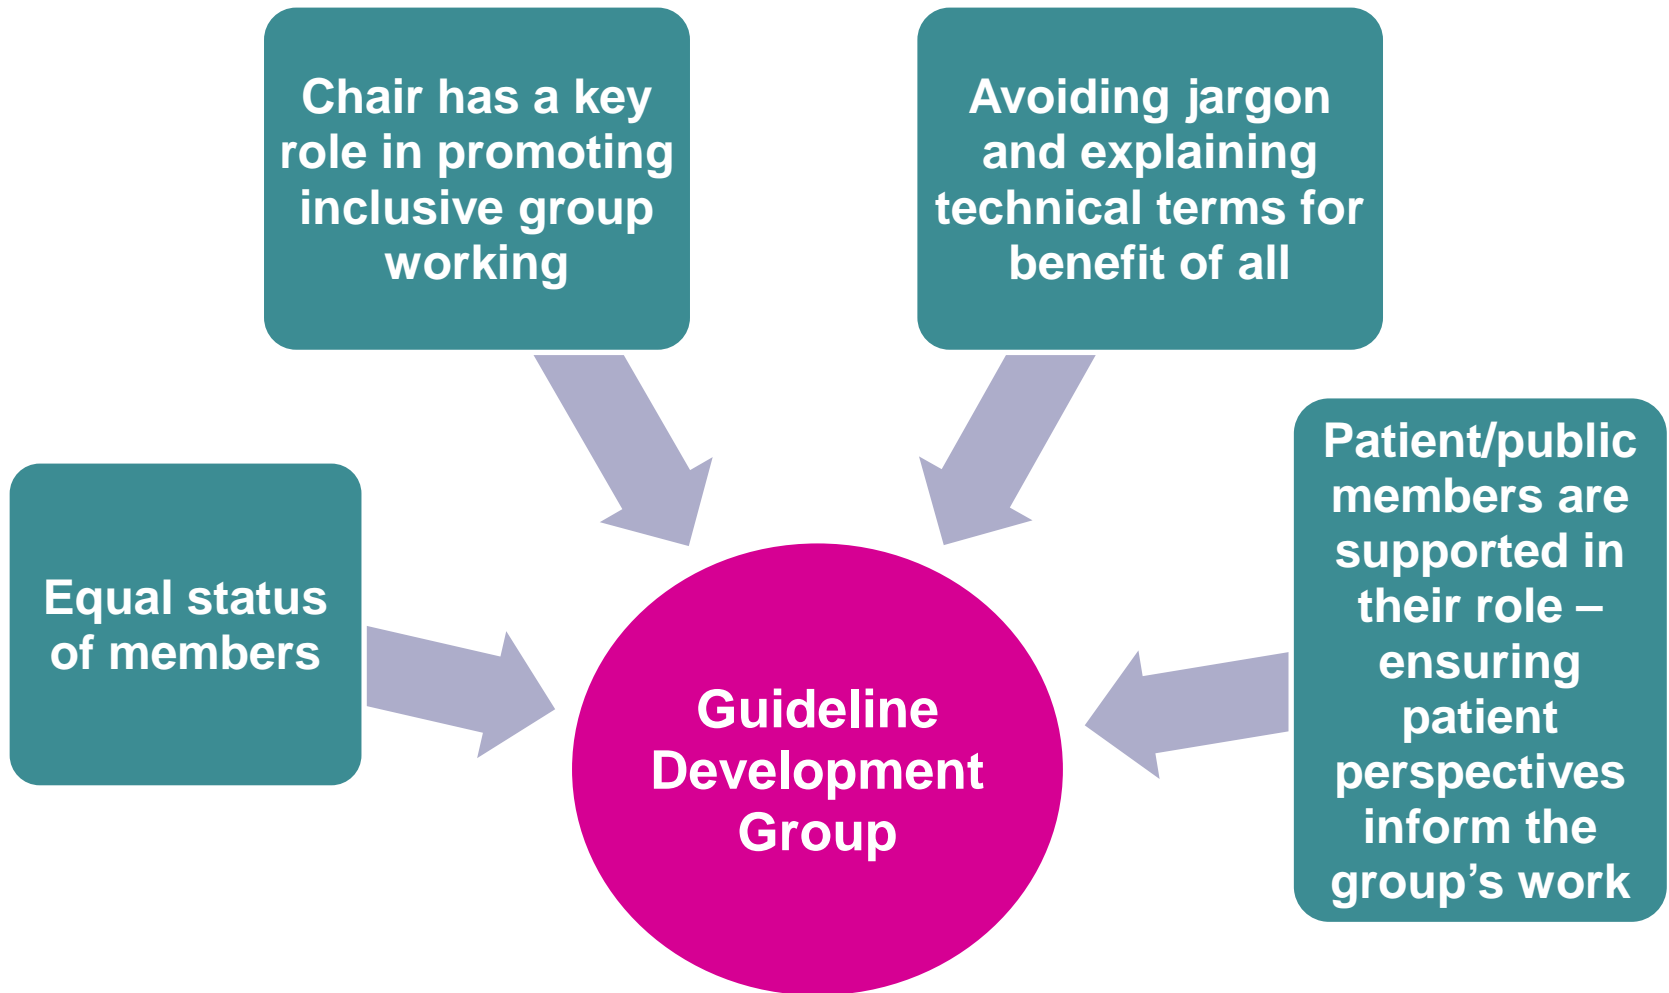 Chair has a key
role in promoting
inclusive group
working
Avoiding jargon
and explaining
technical terms for
benefit of all
Equal status
of members
Patient/public
members are
supported in
their role –
ensuring
patient
perspectives
inform the
group’s work
Guideline
Development
Group